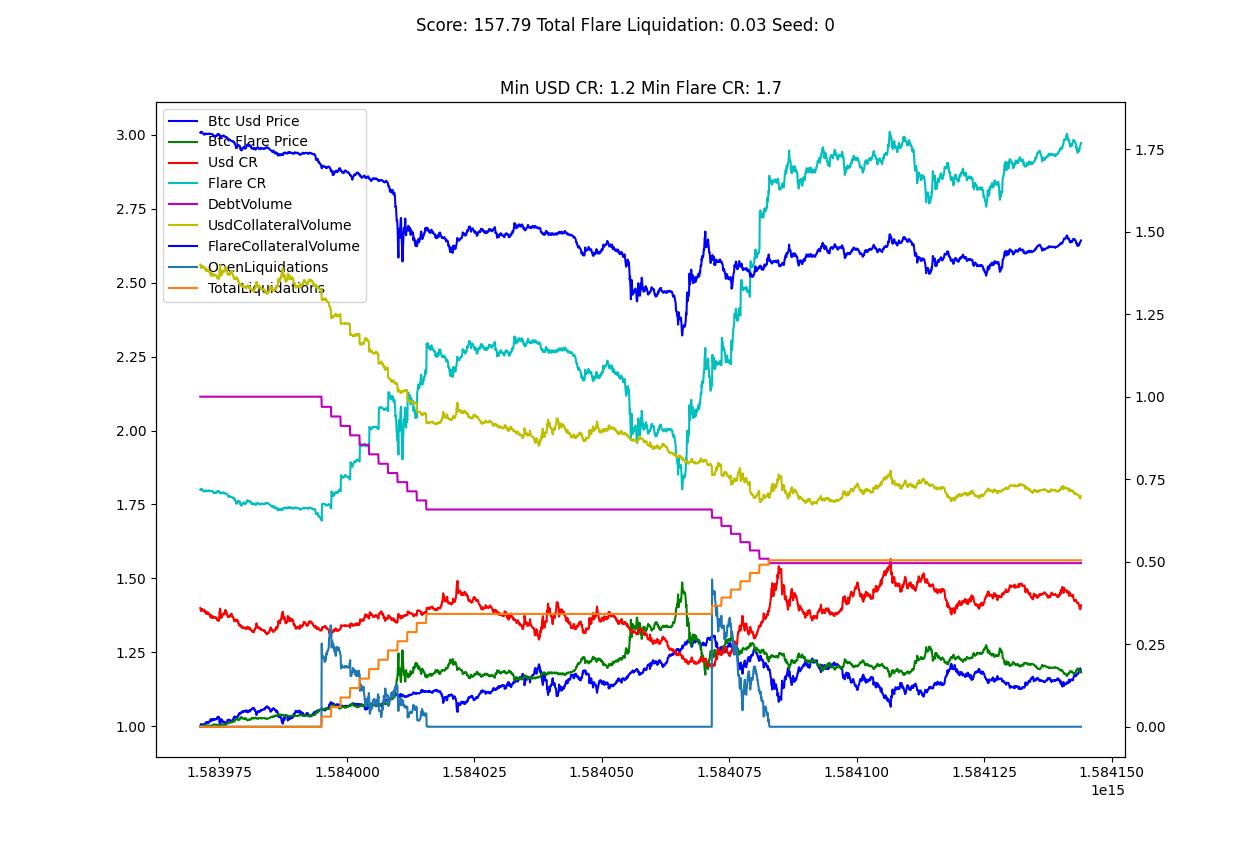 Score: 157.79 Total Flare Liquidation: 0.03 Seed: 0
Min USD CR: 1.2 Min Flare CR: 1.7
Btc Usd Price
Btc Flare Price
Usd CR
Flare CR
DebtVolume
UsdCollateralVolume
FlareCollateralVolume
OpenLiquidations
TotalLiquidations
3.00
2.75
2.50
2.25
2.00
1.75
1.50
1.25
1.00
1.75
1.50
1.25
1.00
0.75
0.50
0.25
0.00
1.583975 1.584000 1.584025 1.584050 1.584075 1.584100 1.584125 1.584150
1e15